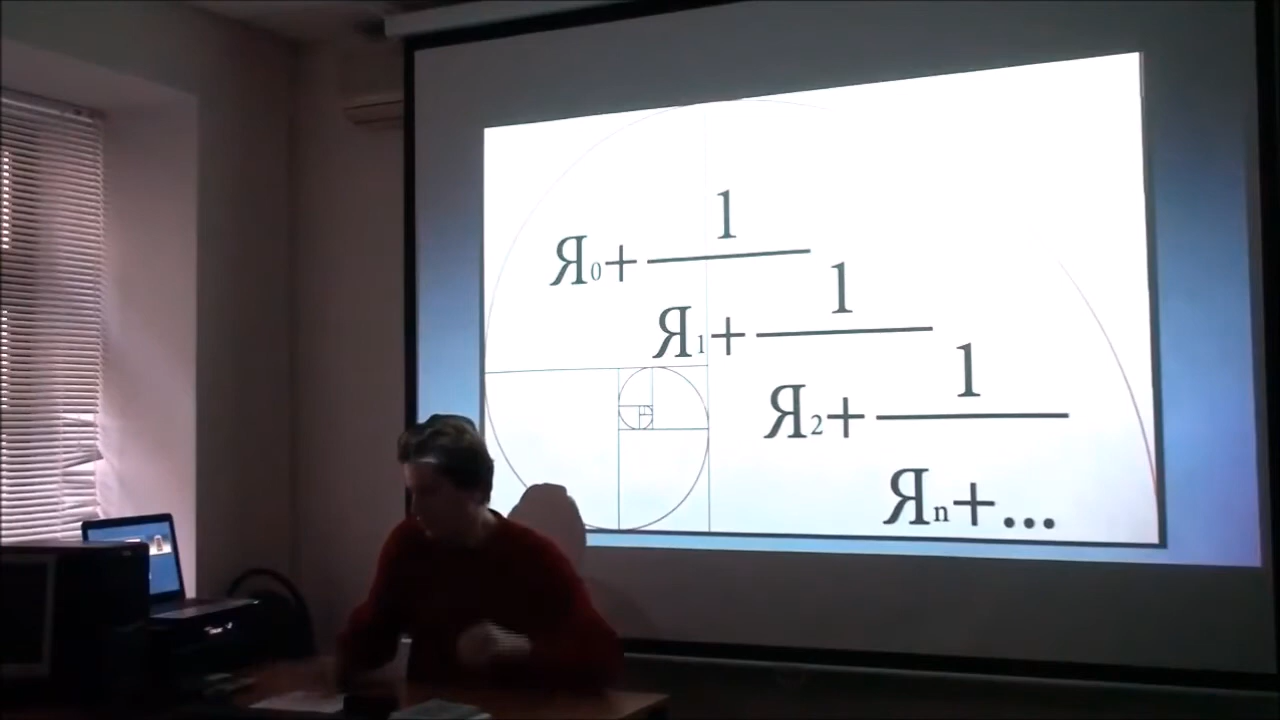 Я₀ + 1
Я₁ + 1
Я₂ + 1
Яₙ + ...